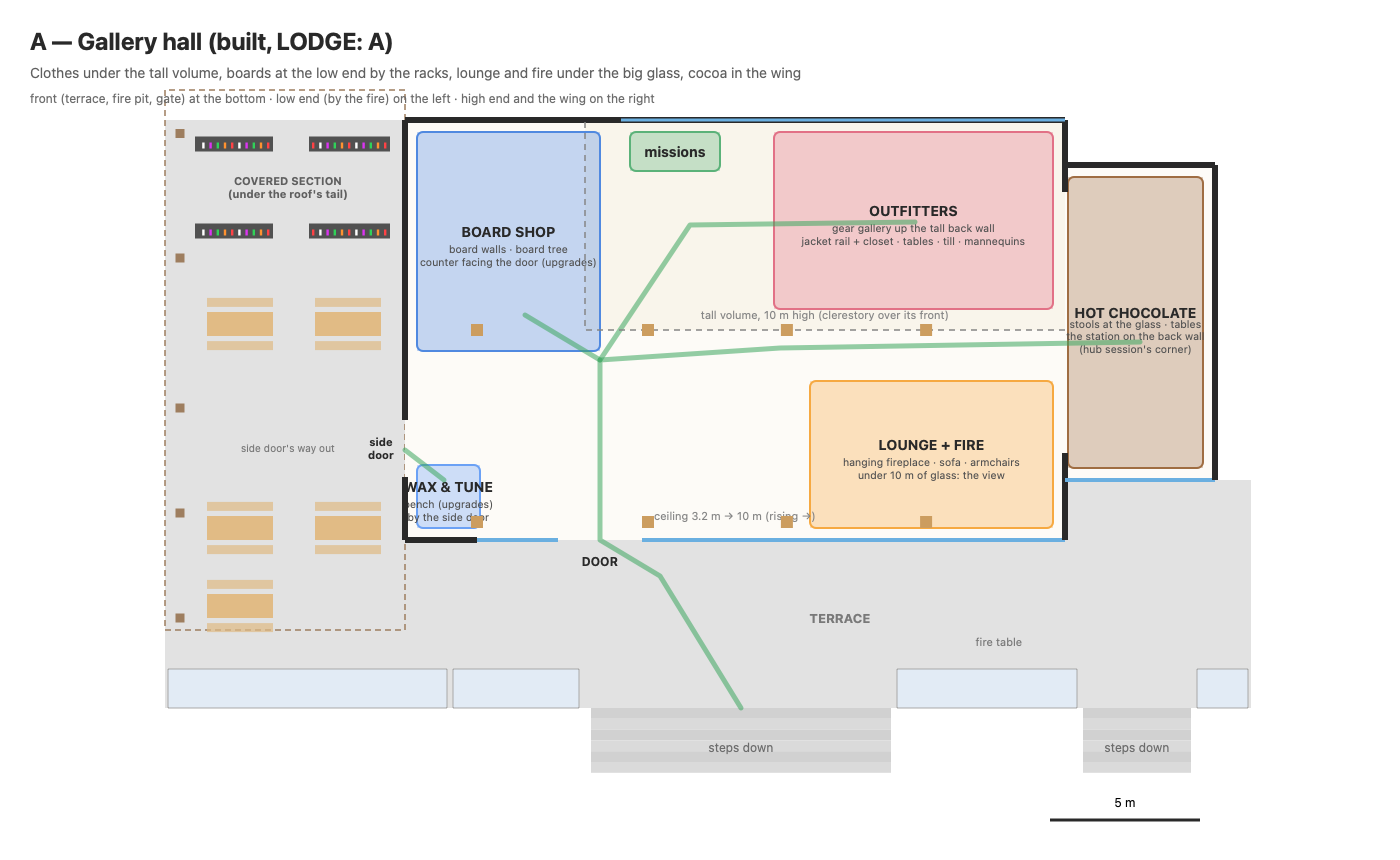 A — Gallery hall (built, LODGE: A)
Clothes under the tall volume, boards at the low end by the racks, lounge and fire under the big glass, cocoa in the wing
front (terrace, fire pit, gate) at the bottom · low end (by the fire) on the left · high end and the wing on the right
missions
COVERED SECTION
(under the roof's tail)
OUTFITTERS
gear gallery up the tall back wall
jacket rail + closet · tables · till · mannequins
BOARD SHOP
board walls · board tree
counter facing the door (upgrades)
tall volume, 10 m high (clerestory over its front)
HOT CHOCOLATE
stools at the glass · tables
the station on the back wall
(hub session's corner)
side door's way out
side
door
LOUNGE + FIRE
hanging fireplace · sofa · armchairs
under 10 m of glass: the view
WAX & TUNE
bench (upgrades)
by the side door
ceiling 3.2 m → 10 m (rising →)
DOOR
TERRACE
fire table
steps down
steps down
5 m